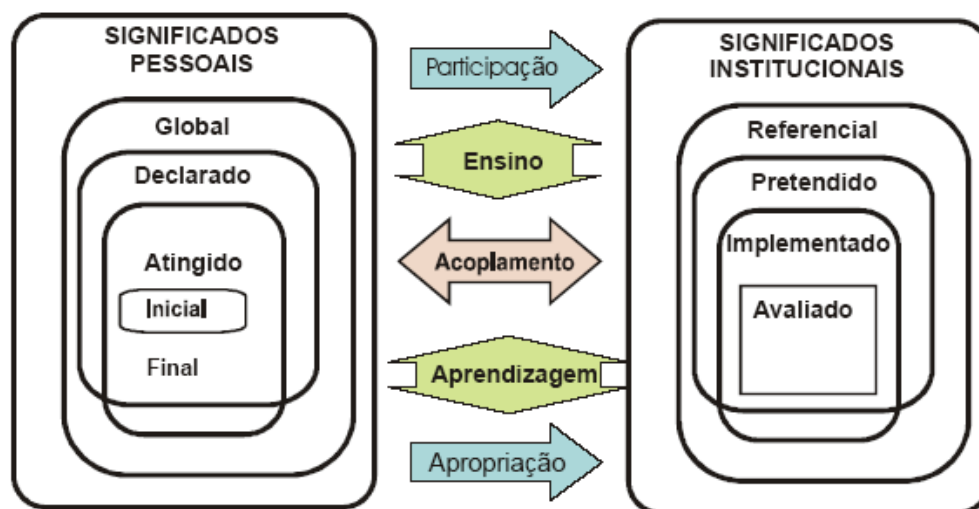 SIGNIFICADOS
PESSOAIS
Global
Declarado
Atingido
Inicial
Final
Participação
Ensino
Acoplamento
Aprendizagem
Apropriação
SIGNIFICADOS
INSTITUCIONAIS
Referencial
Pretendido
Implementado
Avaliado